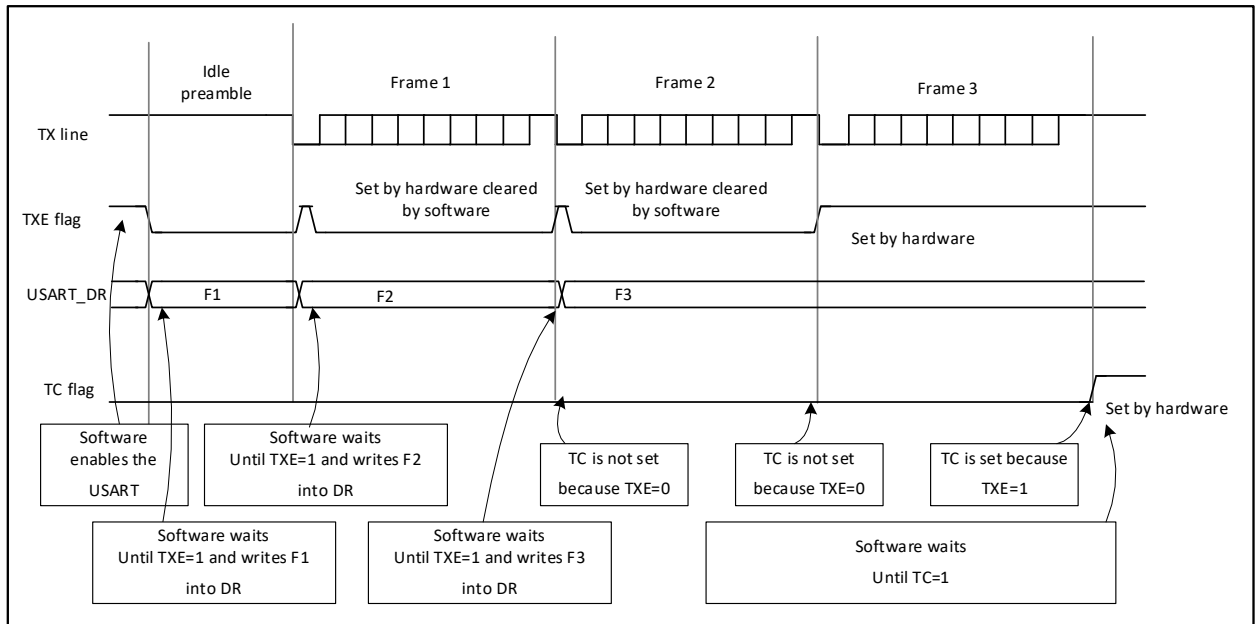 Idle
preamble
Frame 1
Frame 2
Frame 3
TX line
Set by hardware cleared
by software
Set by hardware cleared
by software
TXE flag
Set by hardware
USART_DR
F1
F2
F3
TC flag
Set by hardware
Software
enables the
USART
Software waits
Until TXE=1 and writes F2
into DR
TC is not set
because TXE=0
TC is not set
because TXE=0
TC is set because
TXE=1
Software waits
Until TXE=1 and writes F1
into DR
Software waits
Until TXE=1 and writes F3
into DR
Software waits
Until TC=1